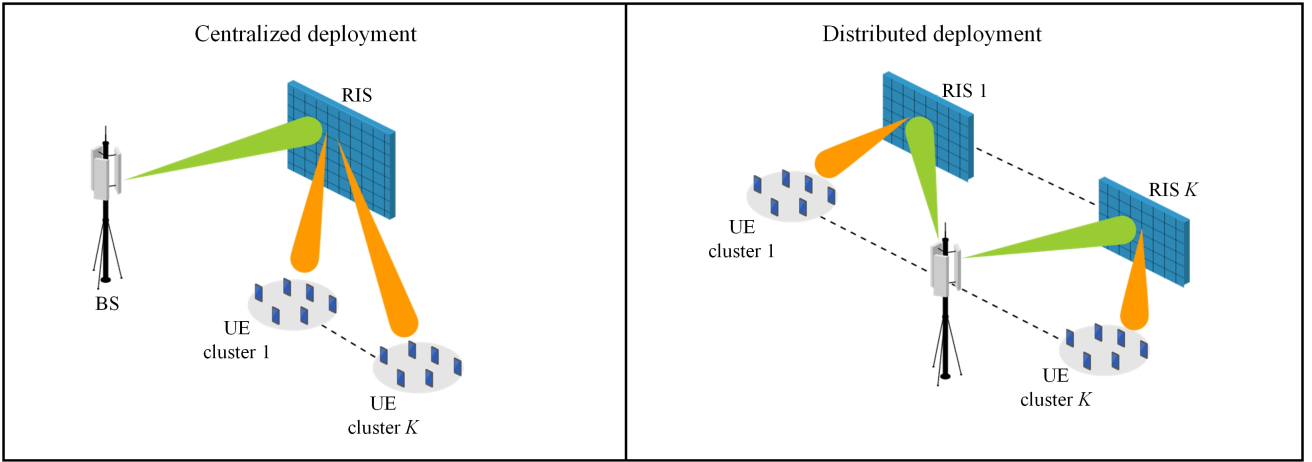 Centralized deployment
RIS
BS
UE
cluster 1
UE
cluster K
Distributed deployment
RIS 1
RIS K
UE
cluster 1
UE
cluster K